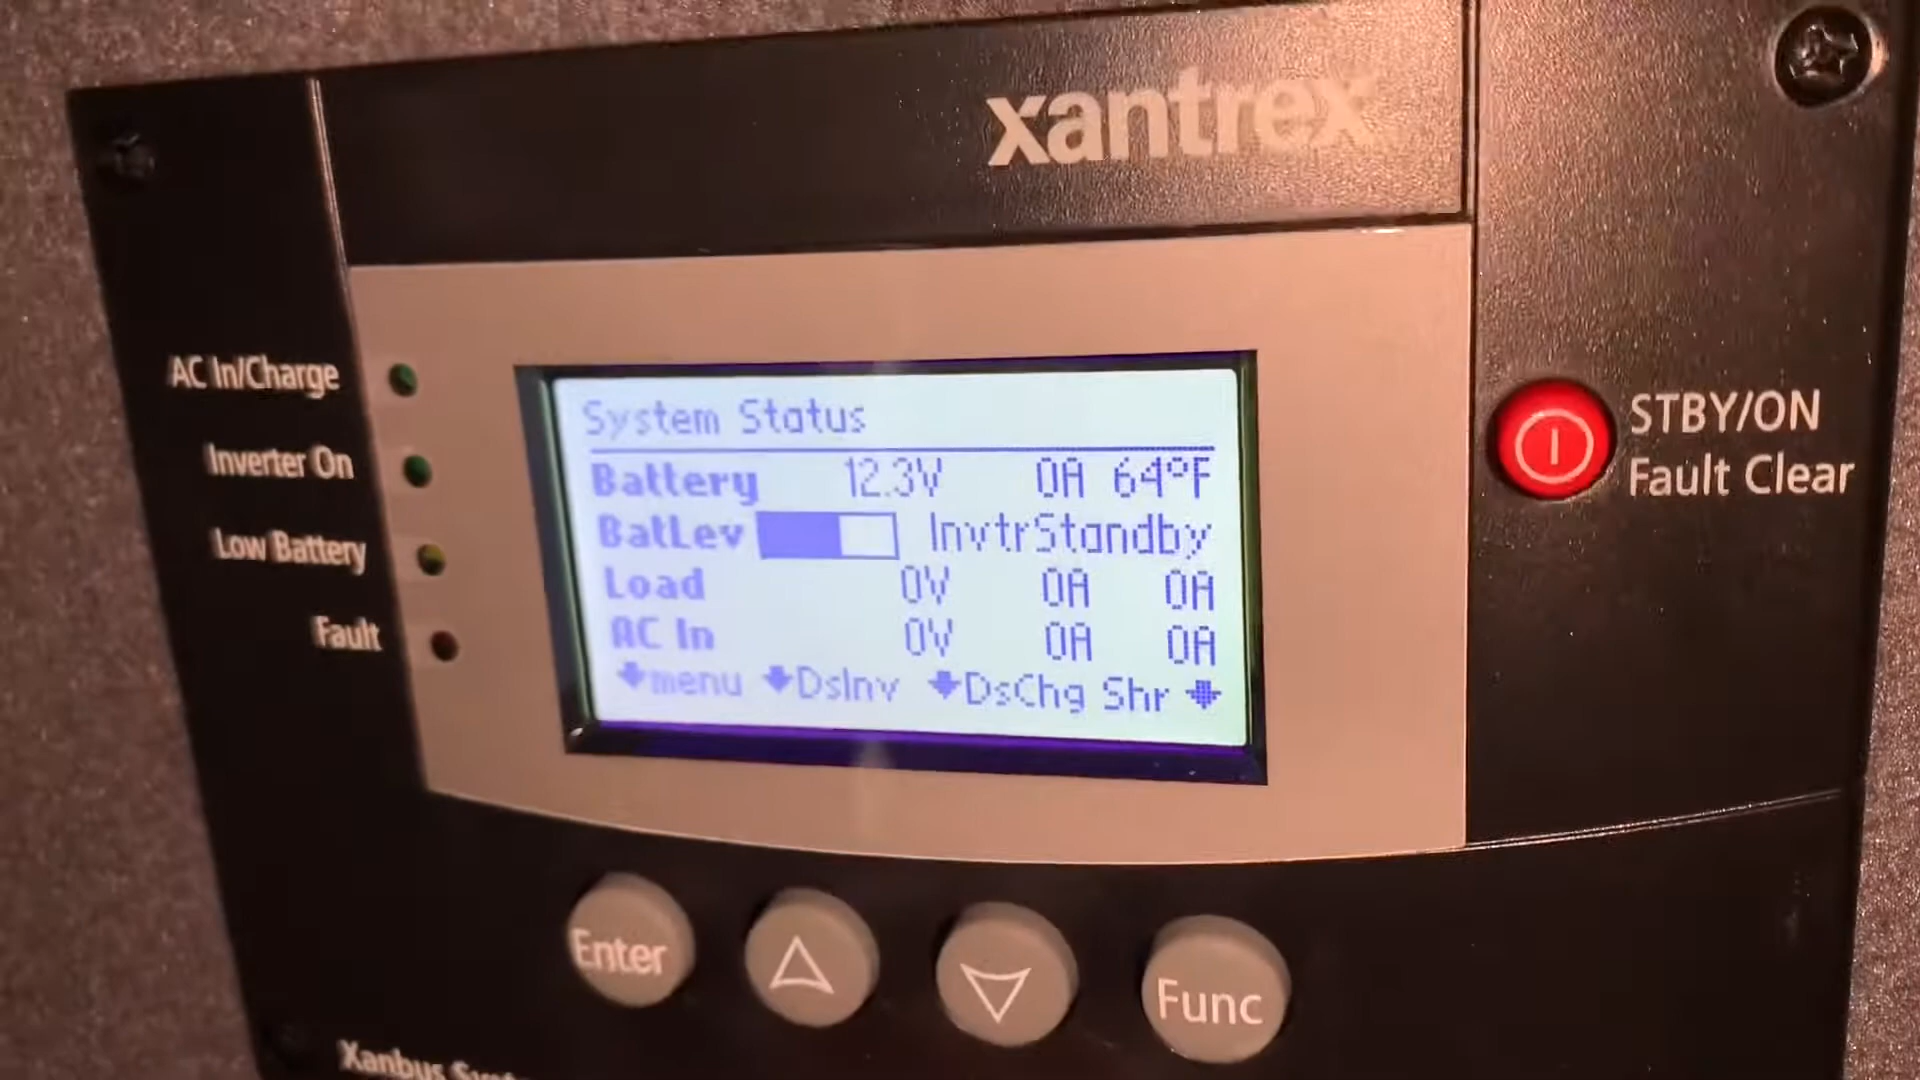 xantrex
AC In/Charge
Inverter On
Low Battery
Fault
System Status
Battery 12.3V 0A 64°F
BatLev InvtrStandby
Load 0V 0A 0A
AC In 0V 0A 0A
menu DsInv DsChg Shr
STBY/ON
Fault Clear
Enter
Func
Xanbus